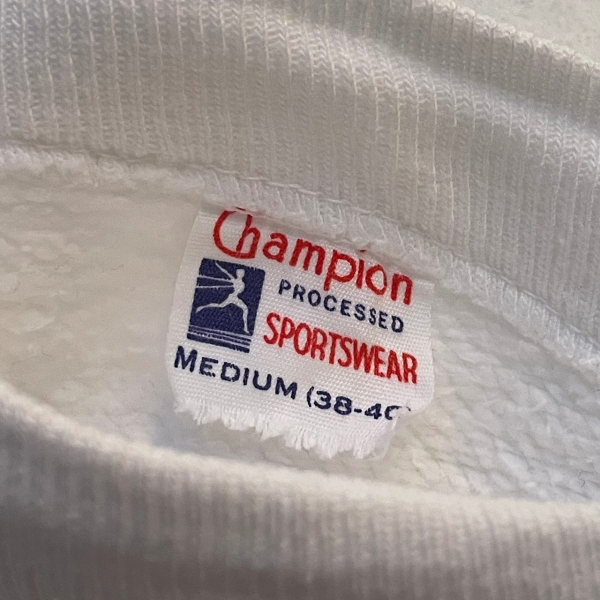 Champion
PROCESSED
SPORTSWEAR
MEDIUM (38-40